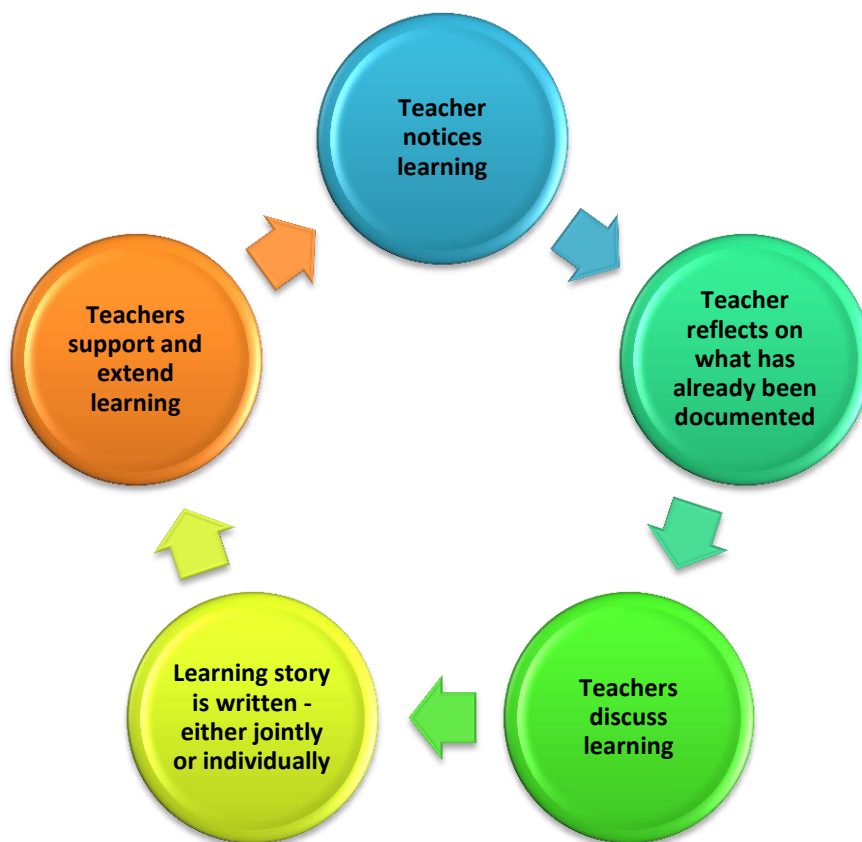 Teacher
notices
learning
Teacher
reflects on
what has
already been
documented
Teachers
discuss
learning
Learning story
is written -
either jointly
or individually
Teachers
support and
extend
learning